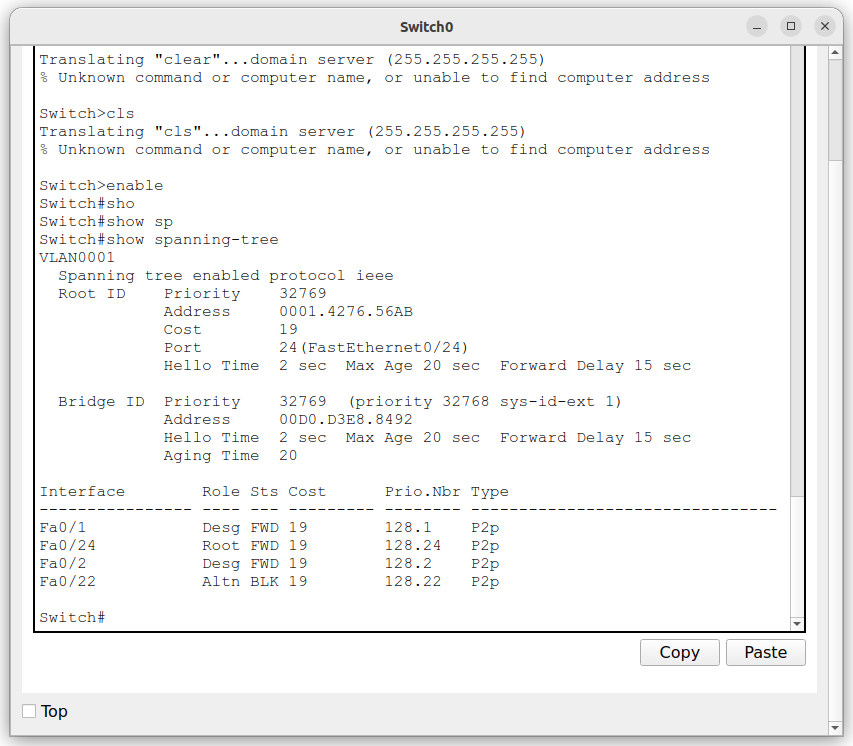 Switch0
Translating "clear"...domain server (255.255.255.255)
% Unknown command or computer name, or unable to find computer address

Switch>cls
Translating "cls"...domain server (255.255.255.255)
% Unknown command or computer name, or unable to find computer address

Switch>enable
Switch#sho
Switch#show sp
Switch#show spanning-tree
VLAN0001
  Spanning tree enabled protocol ieee
  Root ID    Priority    32769
             Address     0001.4276.56AB
             Cost        19
             Port        24(FastEthernet0/24)
             Hello Time  2 sec  Max Age 20 sec  Forward Delay 15 sec

  Bridge ID  Priority    32769  (priority 32768 sys-id-ext 1)
             Address     00D0.D3E8.8492
             Hello Time  2 sec  Max Age 20 sec  Forward Delay 15 sec
             Aging Time  20

Interface        Role Sts Cost      Prio.Nbr Type
---------------- ---- --- --------- -------- --------------------------------
Fa0/1            Desg FWD 19        128.1    P2p
Fa0/24           Root FWD 19        128.24   P2p
Fa0/2            Desg FWD 19        128.2    P2p
Fa0/22           Altn BLK 19        128.22   P2p

Switch#
Copy Paste
Top